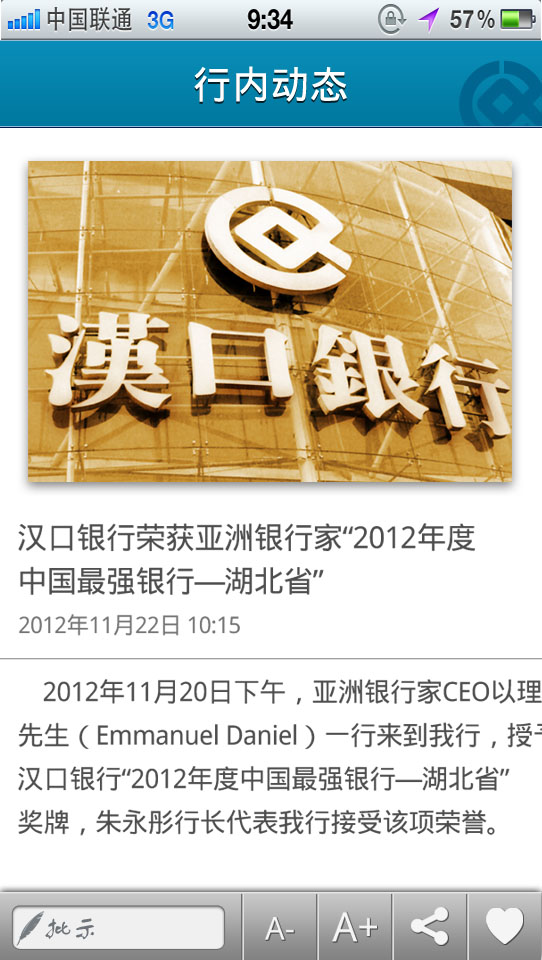 中国联通 3G 9:34 57%
行内动态
漢口銀行
汉口银行荣获亚洲银行家“2012年度
中国最强银行—湖北省”
2012年11月22日 10:15
2012年11月20日下午，亚洲银行家CEO以理
先生（Emmanuel Daniel）一行来到我行，授予
汉口银行“2012年度中国最强银行—湖北省”
奖牌，朱永彤行长代表我行接受该项荣誉。
批示 A- A+